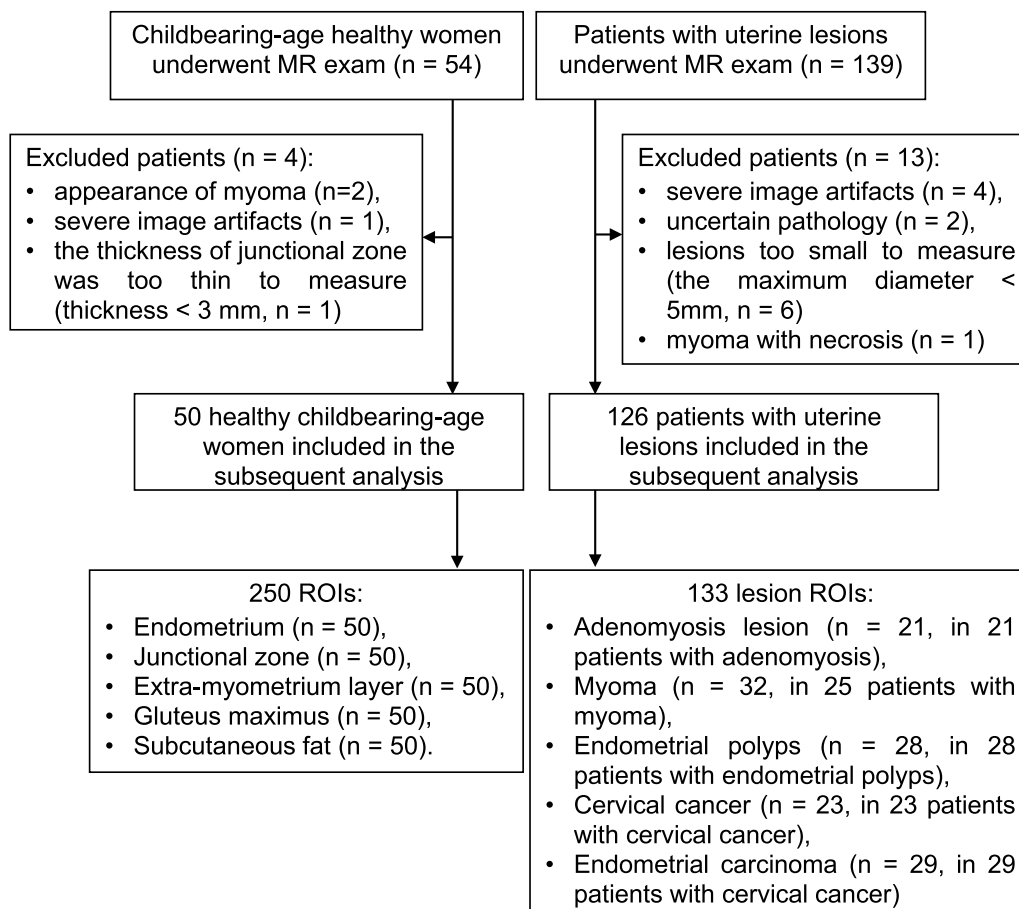 Childbearing-age healthy women
underwent MR exam (n = 54)
Patients with uterine lesions
underwent MR exam (n = 139)
Excluded patients (n = 4):
• appearance of myoma (n=2),
• severe image artifacts (n = 1),
• the thickness of junctional zone
was too thin to measure
(thickness < 3 mm, n = 1)
Excluded patients (n = 13):
• severe image artifacts (n = 4),
• uncertain pathology (n = 2),
• lesions too small to measure
(the maximum diameter <
5mm, n = 6)
• myoma with necrosis (n = 1)
50 healthy childbearing-age
women included in the
subsequent analysis
126 patients with uterine
lesions included in the
subsequent analysis
250 ROIs:
• Endometrium (n = 50),
• Junctional zone (n = 50),
• Extra-myometrium layer (n = 50),
• Gluteus maximus (n = 50),
• Subcutaneous fat (n = 50).
133 lesion ROIs:
• Adenomyosis lesion (n = 21, in 21
patients with adenomyosis),
• Myoma (n = 32, in 25 patients with
myoma),
• Endometrial polyps (n = 28, in 28
patients with endometrial polyps),
• Cervical cancer (n = 23, in 23 patients
with cervical cancer),
• Endometrial carcinoma (n = 29, in 29
patients with cervical cancer)